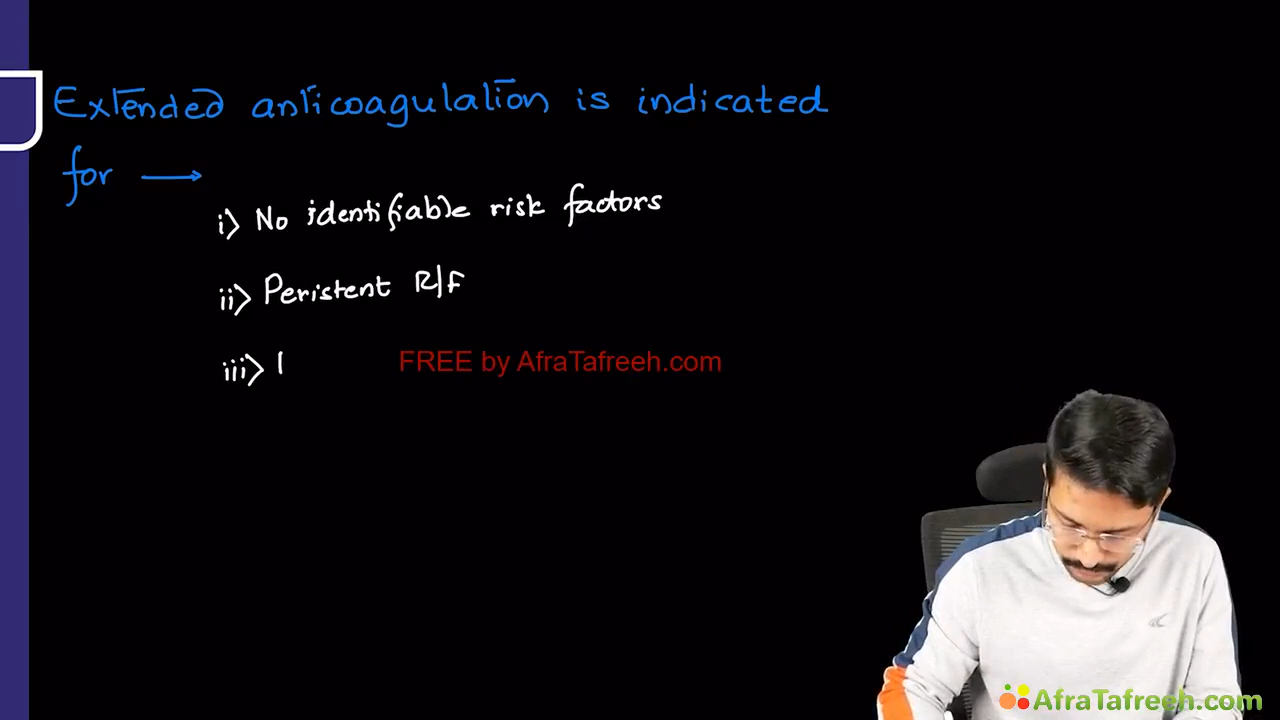 Extended anticoagulation is indicated
for →
i) No identifiable risk factors
ii) Peristent R/F
iii) I
FREE by AfraTafreeh.com
AfraTafreeh.com